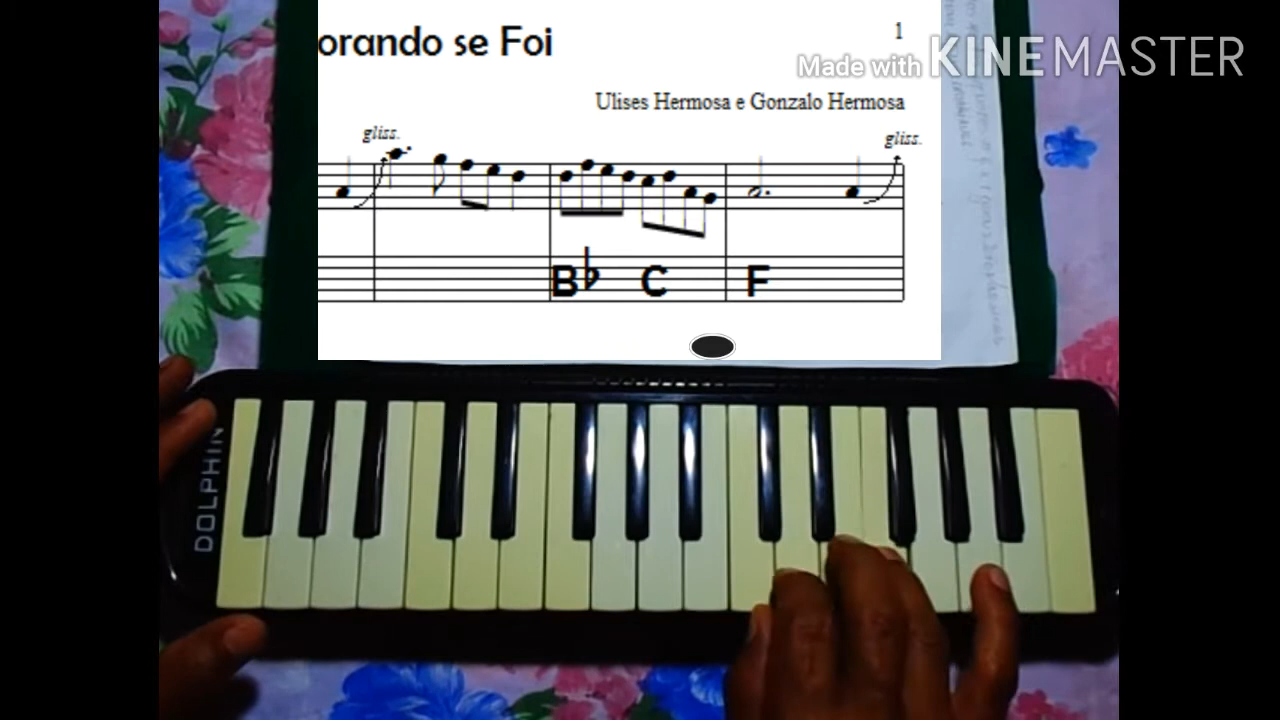 orando se Foi
1
Made with KINEMASTER
Ulises Hermosa e Gonzalo Hermosa
gliss.
gliss.
B♭ C F
DOLPHIN